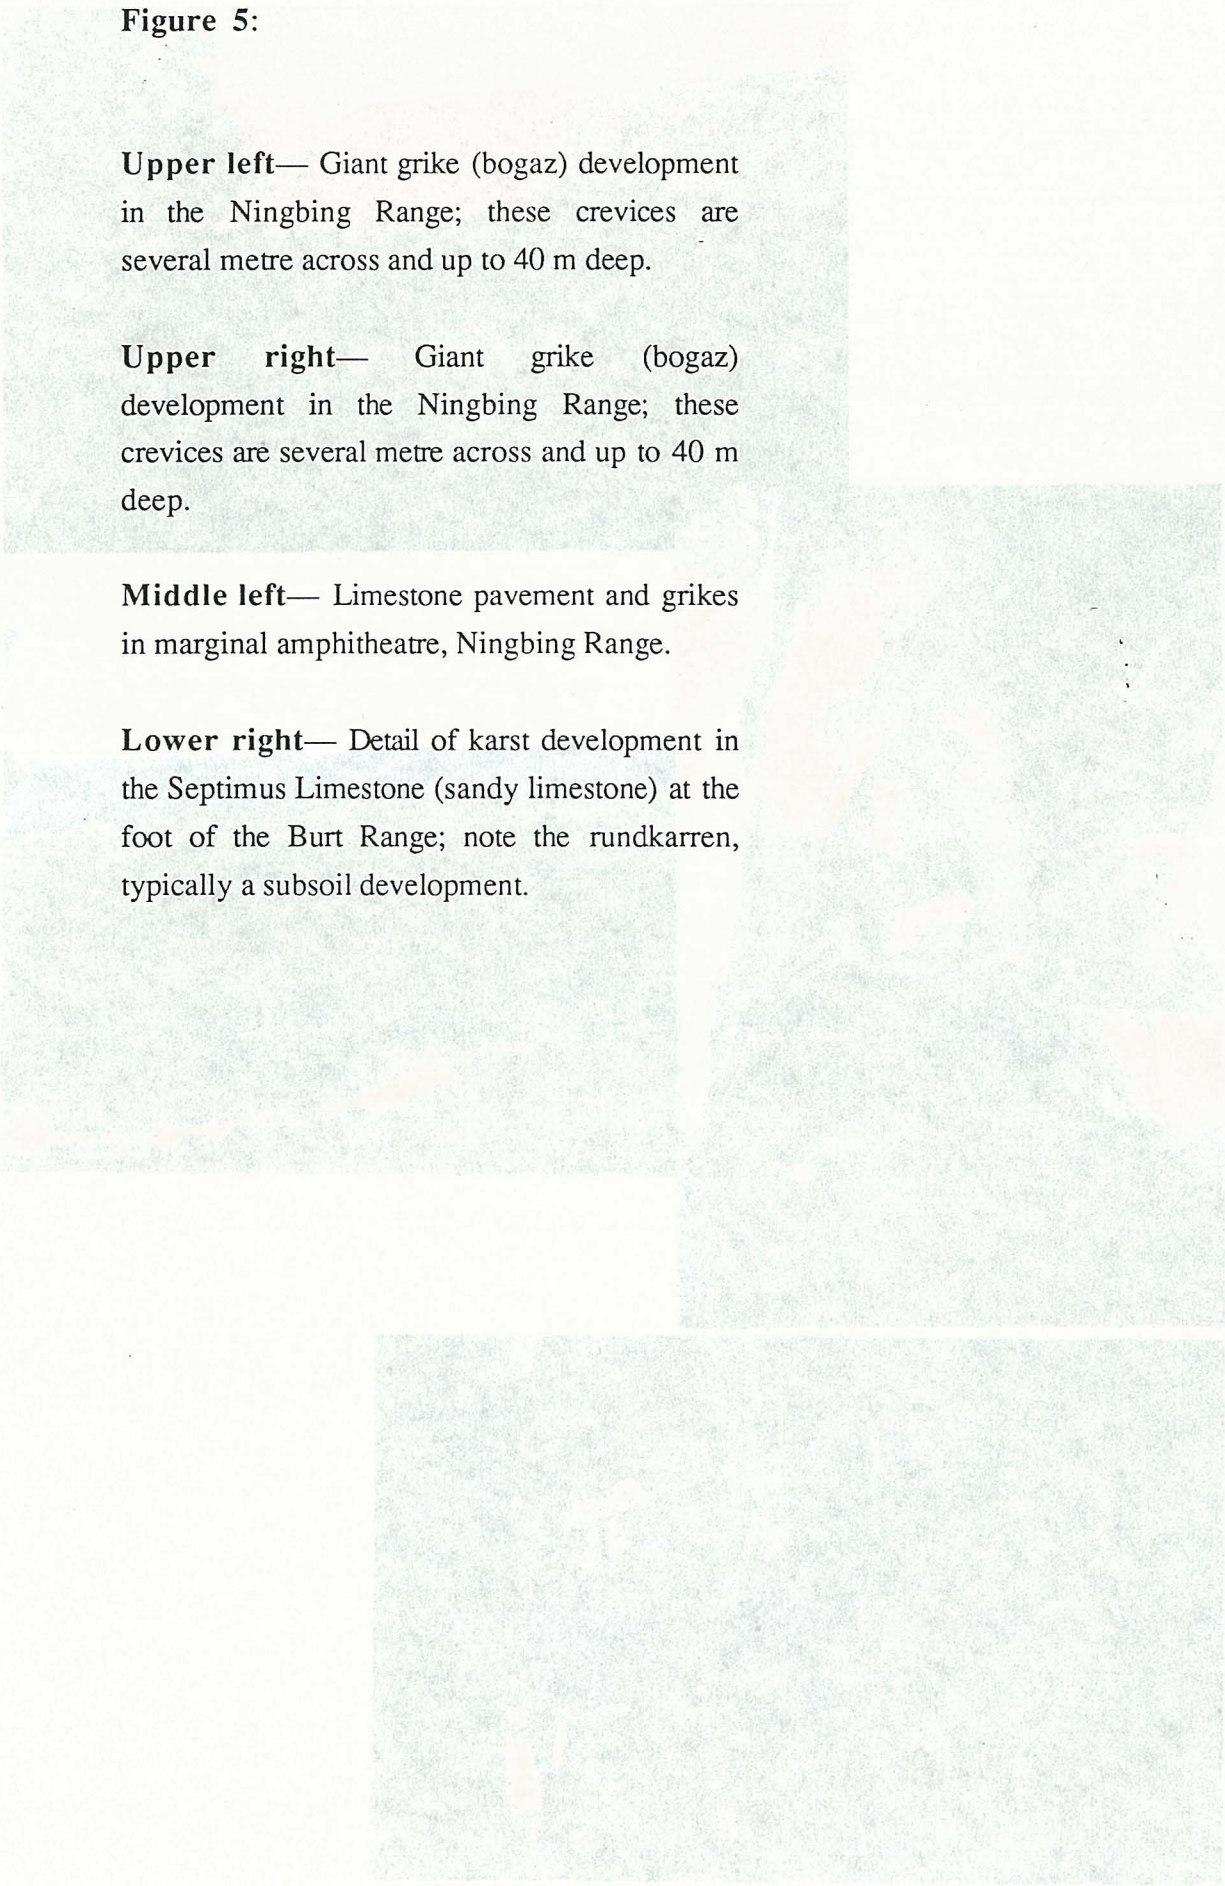 Figure 5:
Upper left— Giant grike (bogaz) development
in the Ningbing Range; these crevices are
several metre across and up to 40 m deep.
Upper right— Giant grike (bogaz)
development in the Ningbing Range; these
crevices are several metre across and up to 40 m
deep.
Middle left— Limestone pavement and grikes
in marginal amphitheatre, Ningbing Range.
Lower right— Detail of karst development in
the Septimus Limestone (sandy limestone) at the
foot of the Burt Range; note the rundkarren,
typically a subsoil development.